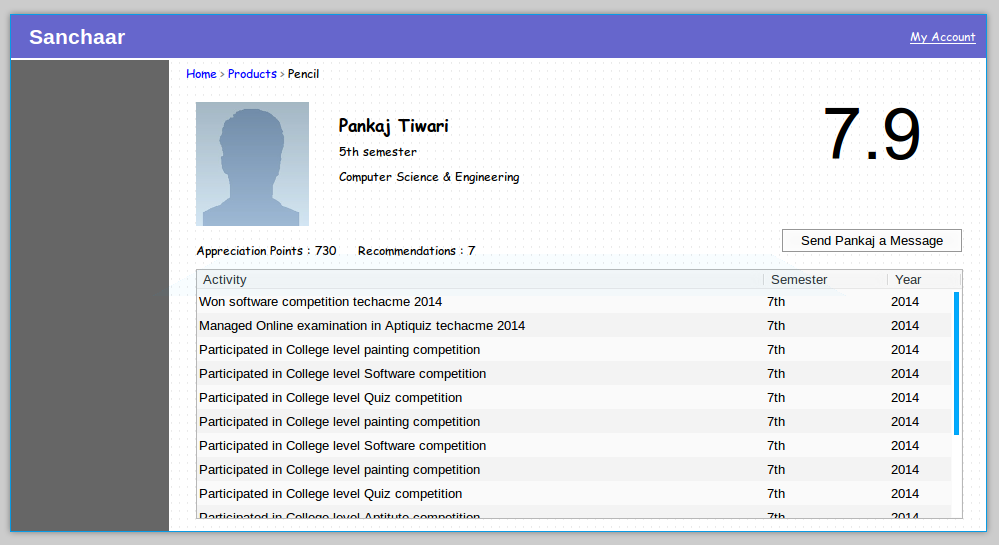 Sanchaar
My Account
Home > Products > Pencil
Pankaj Tiwari
7.9
5th semester
Computer Science & Engineering
Send Pankaj a Message
Appreciation Points : 730 Recommendations : 7
Activity Semester Year
Won software competition techacme 2014 7th 2014
Managed Online examination in Aptiquiz techacme 2014 7th 2014
Participated in College level painting competition 7th 2014
Participated in College level Software competition 7th 2014
Participated in College level Quiz competition 7th 2014
Participated in College level painting competition 7th 2014
Participated in College level Software competition 7th 2014
Participated in College level painting competition 7th 2014
Participated in College level Quiz competition 7th 2014
Participated in College level Aptitute competition 7th 2014